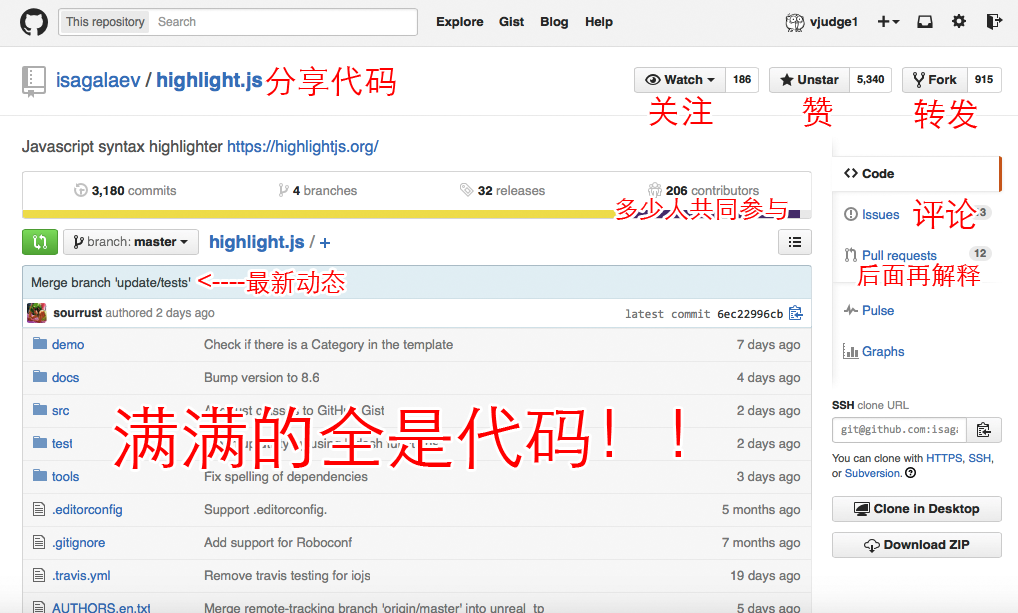 This repository Search Explore Gist Blog Help vjudge1
isagalaev / highlight.js 分享代码
Watch 186 Unstar 5,340 Fork 915
关注 赞 转发
Javascript syntax highlighter https://highlightjs.org/
3,180 commits 4 branches 32 releases 206 contributors
多少人共同参与
branch: master highlight.js / +
Merge branch 'update/tests' <----最新动态
sourrust authored 2 days ago latest commit 6ec22996cb
demo Check if there is a Category in the template 7 days ago
docs Bump version to 8.6 4 days ago
src to GitHub Gist 2 days ago
满满的全是代码！！
test 2 days ago
tools Fix spelling of dependencies 3 days ago
.editorconfig Support .editorconfig. 5 months ago
.gitignore Add support for Roboconf 7 months ago
.travis.yml Remove travis testing for iojs 19 days ago
AUTHORS.en.txt Merge remote-tracking branch 'origin/master' into unreal_tp 5 days ago
Code
Issues 评论
Pull requests 12
后面再解释
Pulse
Graphs
SSH clone URL
git@github.com:isaga
You can clone with HTTPS, SSH,
or Subversion.
Clone in Desktop
Download ZIP